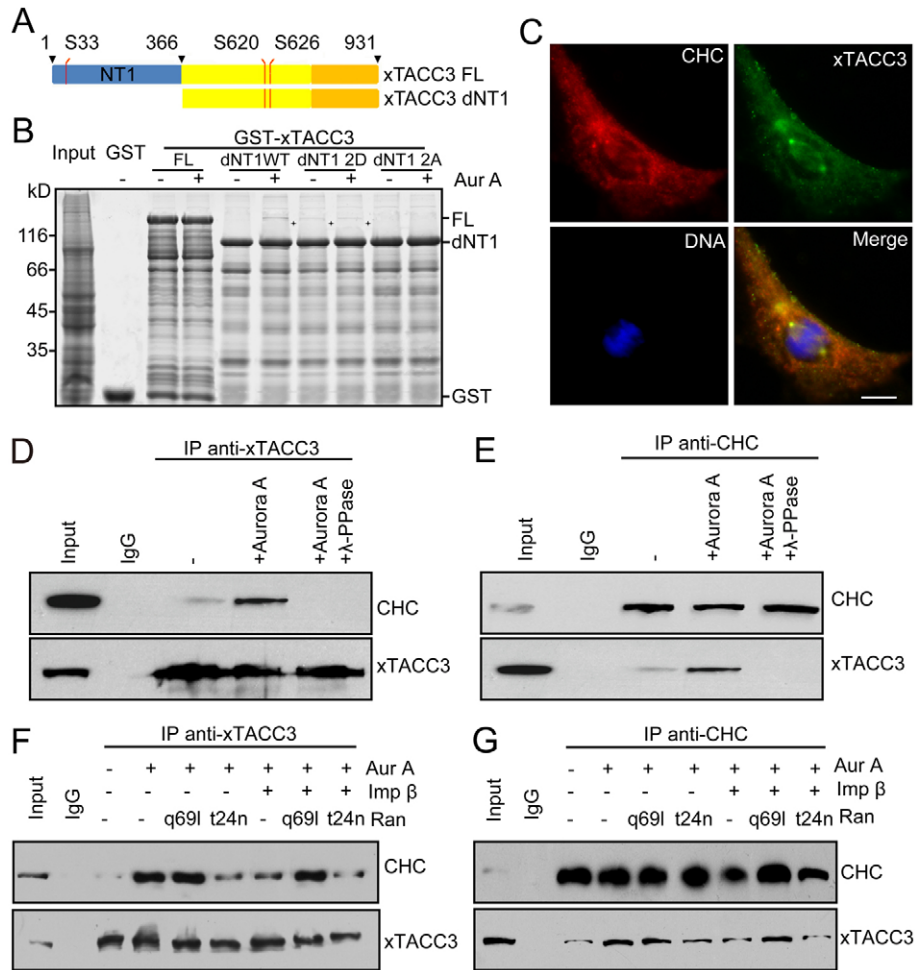 A
1 S33 366 S620 S626 931
NT1
xTACC3 FL
xTACC3 dNT1
B
GST-xTACC3
Input GST FL dNT1WT dNT1 2D dNT1 2A
- - + - + - + - + Aur A
kD
116
66
45
35
FL
dNT1
GST
+ + +
C
CHC
xTACC3
DNA
Merge
D
IP anti-xTACC3
Input
IgG
-
+Aurora A
+Aurora A
+λ-PPase
CHC
xTACC3
E
IP anti-CHC
Input
IgG
-
+Aurora A
+Aurora A
+λ-PPase
CHC
xTACC3
F
IP anti-xTACC3
Input
IgG
- + + + + + + Aur A
- - - - + + + Imp β
- - q69l t24n - q69l t24n Ran
CHC
xTACC3
G
IP anti-CHC
Input
IgG
- + + + + + + Aur A
- - - - + + + Imp β
- - q69l t24n - q69l t24n Ran
CHC
xTACC3